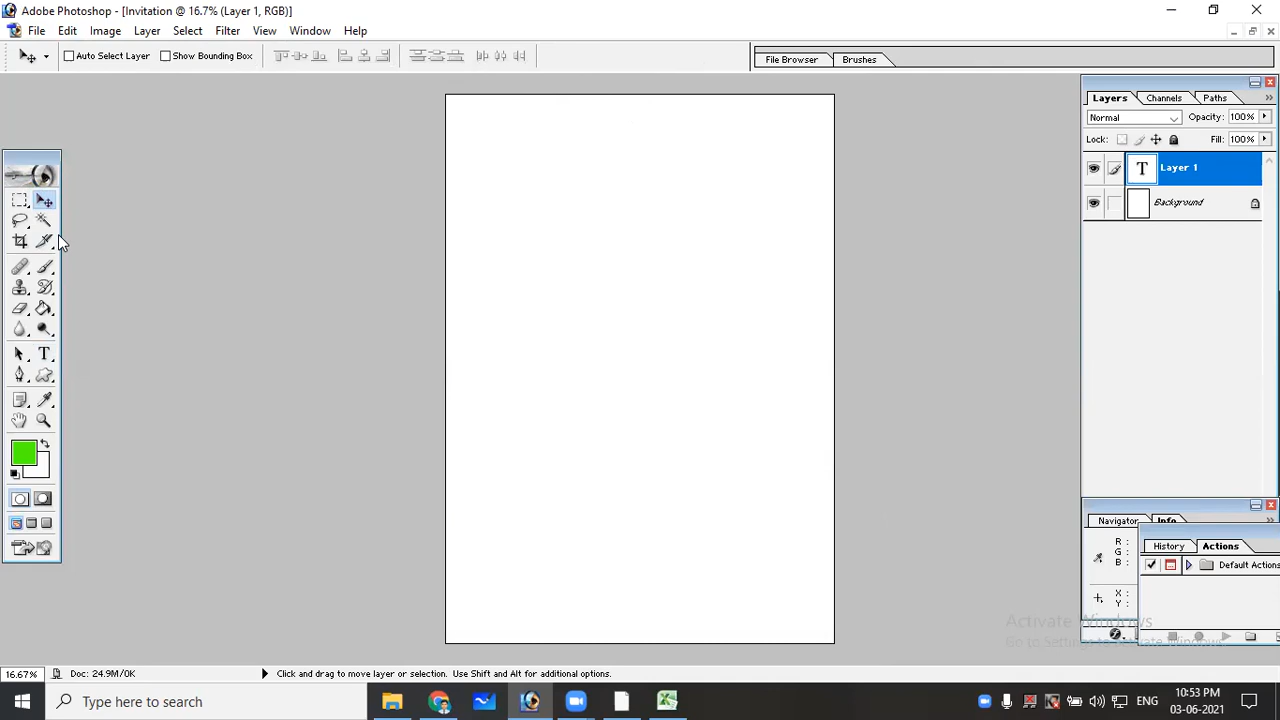 Adobe Photoshop - [Invitation @ 16.7% (Layer 1, RGB)]
File Edit Image Layer Select Filter View Window Help
Auto Select Layer Show Bounding Box
File Browser Brushes
Layers Channels Paths
Normal Opacity: 100%
Lock: Fill: 100%
T Layer 1
Background
T
Navigator Info
R :
G :
B :
X :
Y :
History Actions
Default Actions
Activate Windows
Go to Settings to Activate Windows.
16.67% Doc: 24.9M/0K Click and drag to move layer or selection. Use Shift and Alt for additional options.
Type here to search
ENG
10:53 PM
03-06-2021